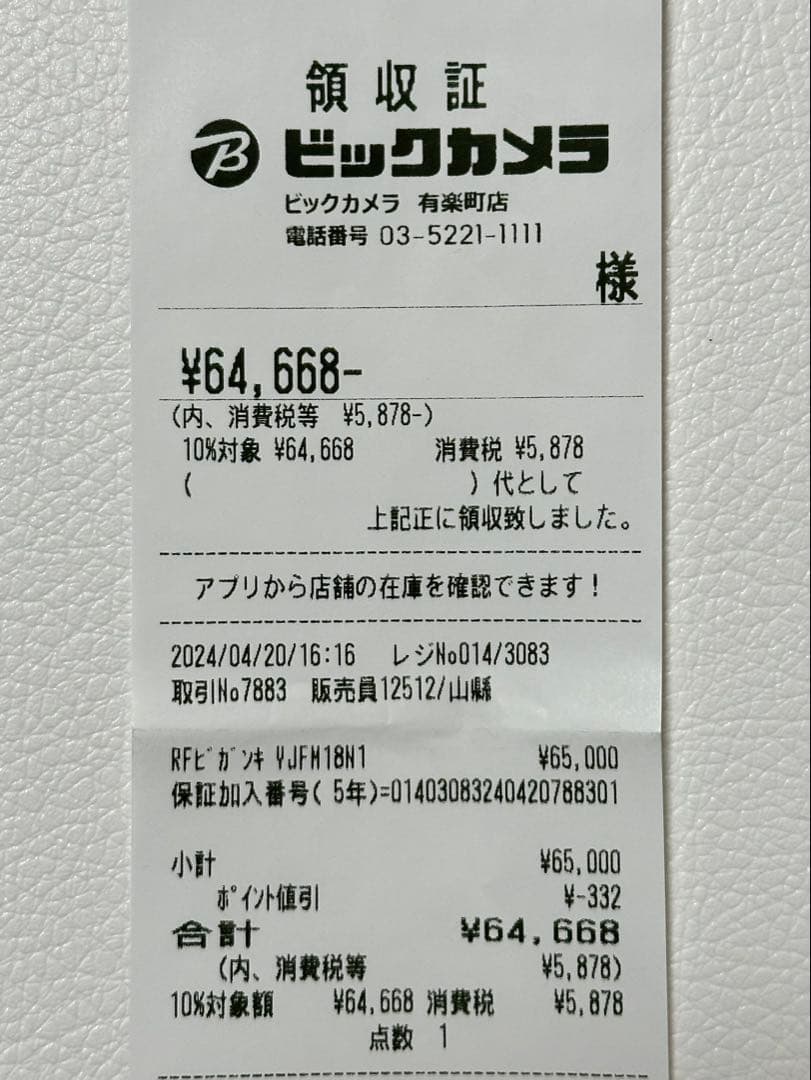 領収証
B ビックカメラ
ビックカメラ 有楽町店
電話番号 03-5221-1111
様
¥64,668-
(内、消費税等 ¥5,878-)
10%対象 ¥64,668 消費税 ¥5,878
( )代として
上記正に領収致しました。
アプリから店舗の在庫を確認できます!
2024/04/20/16:16 レジNo014/3083
取引No7883 販売員12512/山縣
RFビガンキ YJFM18N1 ¥65,000
保証加入番号( 5年)=01403083240420788301
小計 ¥65,000
ポイント値引 ¥-332
合計 ¥64,668
(内、消費税等 ¥5,878)
10%対象額 ¥64,668 消費税 ¥5,878
点数 1